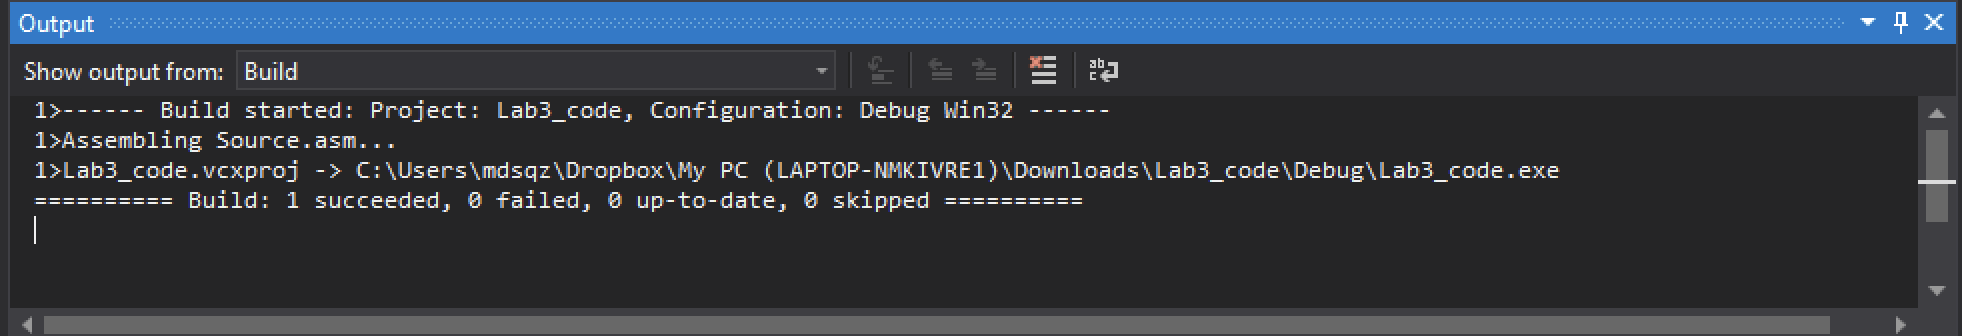 Output
Show output from: Build
1>------ Build started: Project: Lab3_code, Configuration: Debug Win32 ------
1>Assembling Source.asm...
1>Lab3_code.vcxproj -> C:\Users\mdsqz\Dropbox\My PC (LAPTOP-NMKIVRE1)\Downloads\Lab3_code\Debug\Lab3_code.exe
========== Build: 1 succeeded, 0 failed, 0 up-to-date, 0 skipped ==========